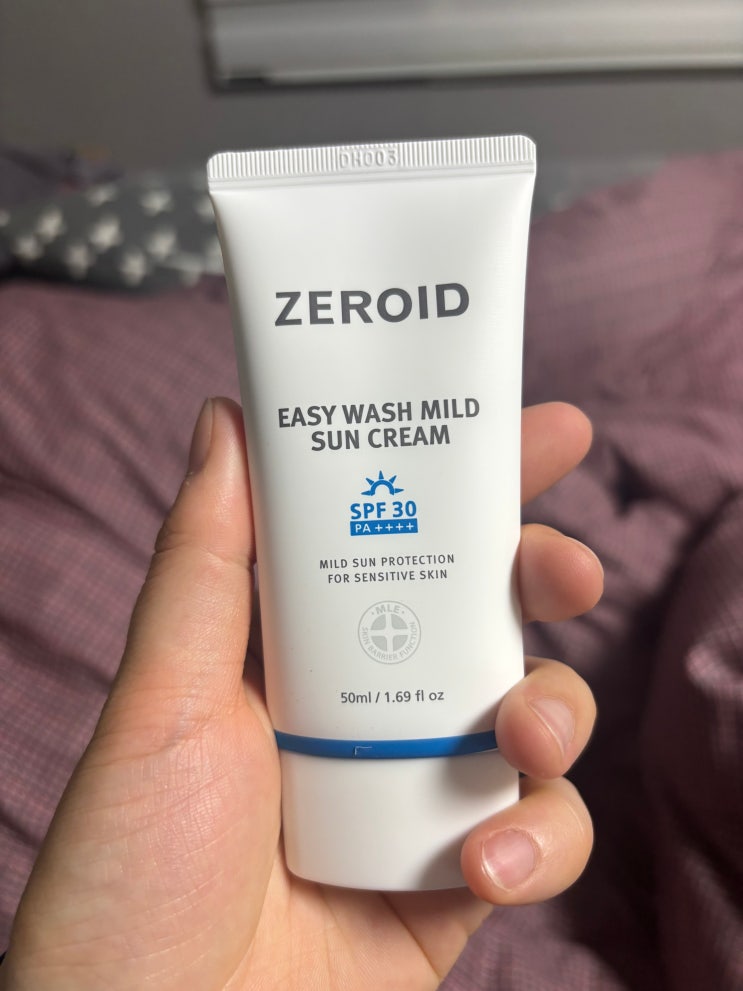 DH003
ZEROID
EASY WASH MILD
SUN CREAM
SPF 30
PA ++++
MILD SUN PROTECTION
FOR SENSITIVE SKIN
· MLE ·
SKIN BARRIER FUNCTION
50ml / 1.69 fl oz